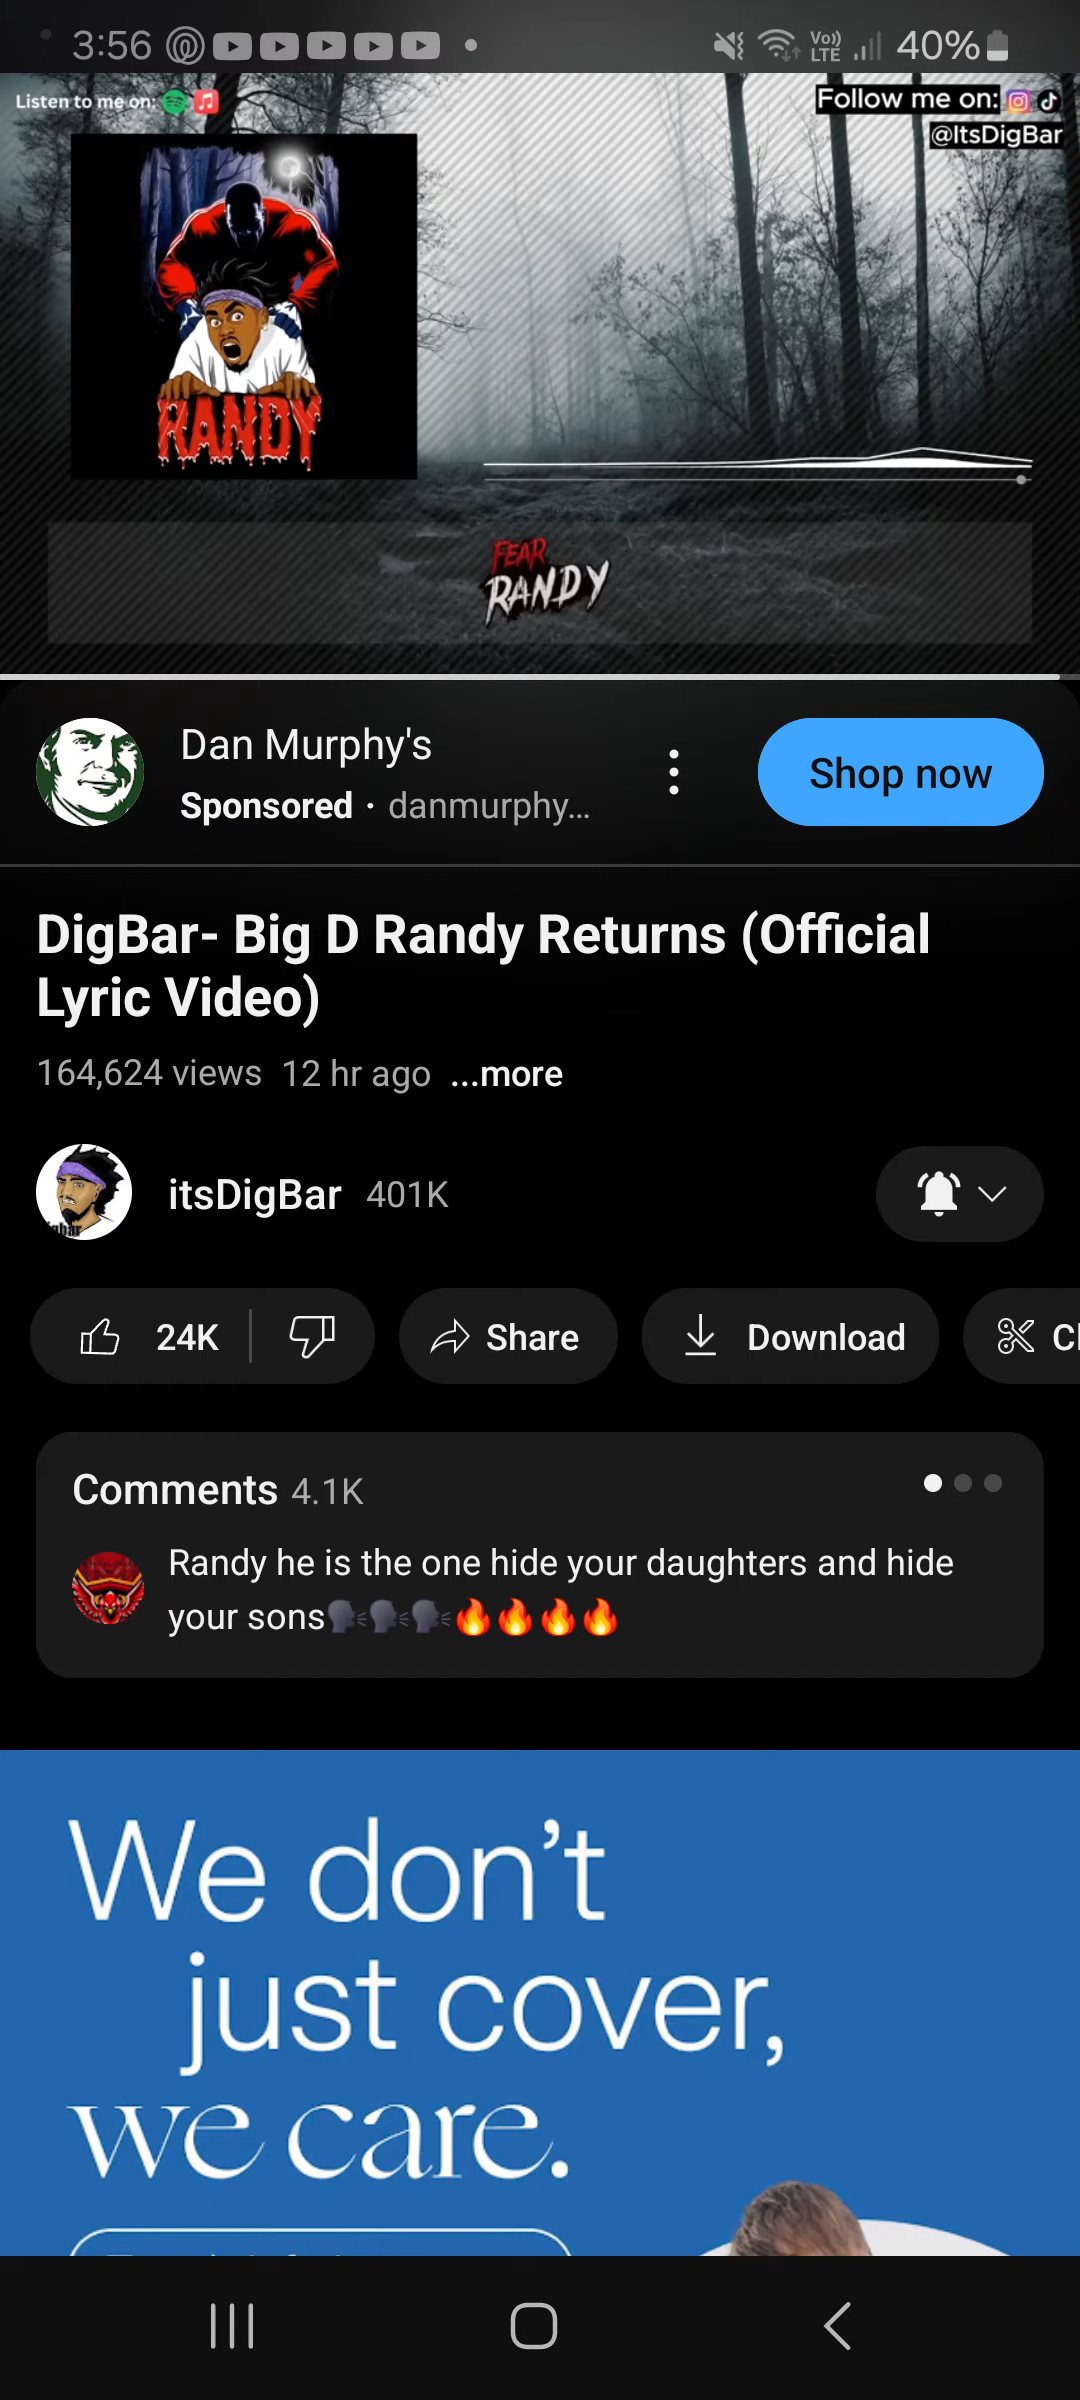 3:56
Vo))
LTE
40%
Listen to me on:
Follow me on:
@ItsDigBar
RANDY
FEAR
RANDY
Dan Murphy's
Sponsored · danmurphy...
Shop now
DigBar- Big D Randy Returns (Official
Lyric Video)
164,624 views 12 hr ago ...more
itsDigBar 401K
24K
Share
Download
Comments 4.1K
Randy he is the one hide your daughters and hide
your sons🗣🗣🗣🔥🔥🔥🔥
We don't
just cover,
we care.